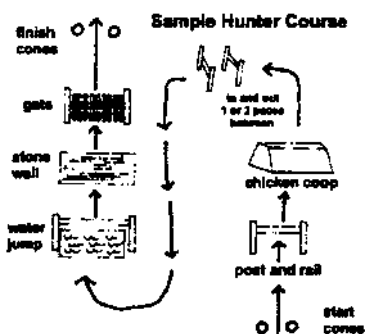 Sample Hunter Course
finish
cones
gate
stone
wall
water
jump
in and out
1 or 2 paces
between
chicken coop
post and rail
start
cones